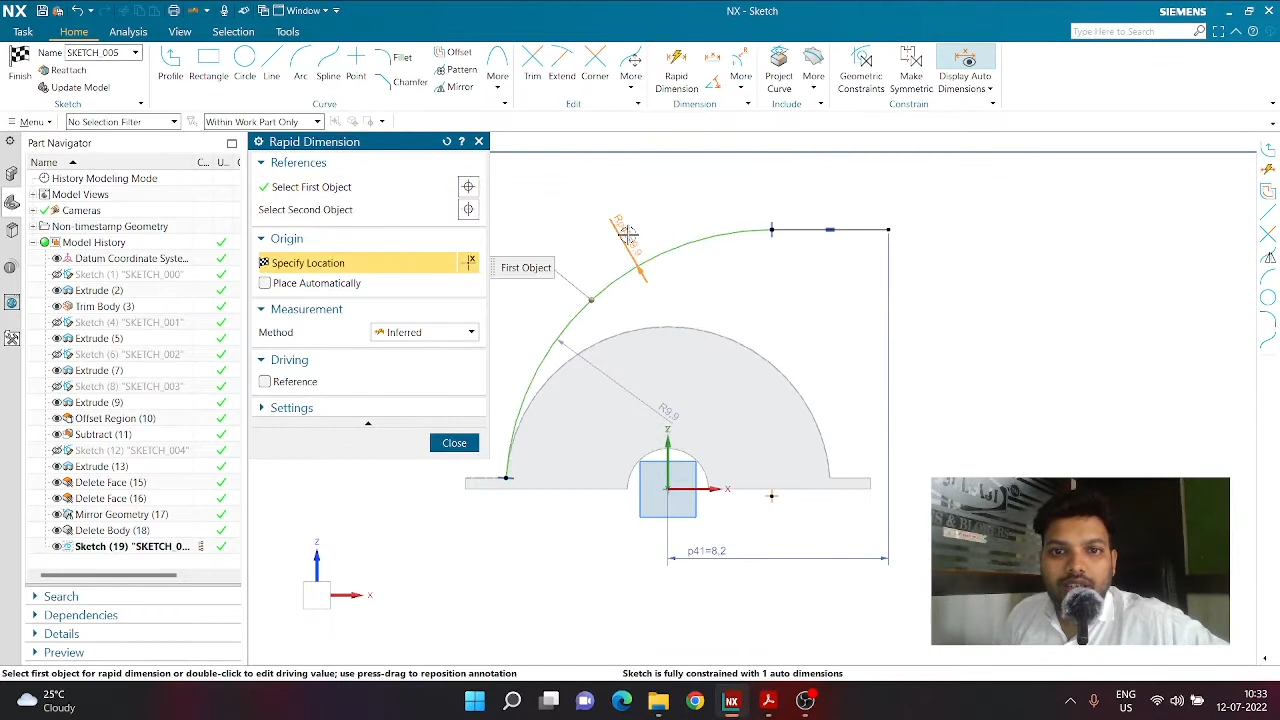 NX
Window
NX - Sketch
SIEMENS
Task
Home
Analysis
View
Selection
Tools
Type Here to Search
Name SKETCH_005
Reattach
Update Model
Finish
Sketch
Profile
Rectangle
Circle
Line
Arc
Spline
Point
Fillet
Chamfer
Offset
Pattern
Mirror
More
Curve
Trim
Extend
Corner
More
Edit
Rapid
Dimension
More
Dimension
Project
Curve
More
Include
Geometric
Constraints
Make
Symmetric
Display Auto
Dimensions
Constrain
Menu
No Selection Filter
Within Work Part Only
Part Navigator
Name
C...
U...
History Modeling Mode
Model Views
Cameras
Non-timestamp Geometry
Model History
Datum Coordinate Syste...
Sketch (1) "SKETCH_000"
Extrude (2)
Trim Body (3)
Sketch (4) "SKETCH_001"
Extrude (5)
Sketch (6) "SKETCH_002"
Extrude (7)
Sketch (8) "SKETCH_003"
Extrude (9)
Offset Region (10)
Subtract (11)
Sketch (12) "SKETCH_004"
Extrude (13)
Delete Face (15)
Delete Face (16)
Mirror Geometry (17)
Delete Body (18)
Sketch (19) "SKETCH_0...
Search
Dependencies
Details
Preview
Rapid Dimension
References
Select First Object
Select Second Object
Origin
Specify Location
Place Automatically
Measurement
Method
Inferred
Driving
Reference
Settings
Close
First Object
R9,9
Z
X
p41=8,2
Z
X
Select first object for rapid dimension or double-click to edit driving value; use press-drag to reposition annotation
Sketch is fully constrained with 1 auto dimensions
25°C
Cloudy
NX
ENG
US
10:33
12-07-2022